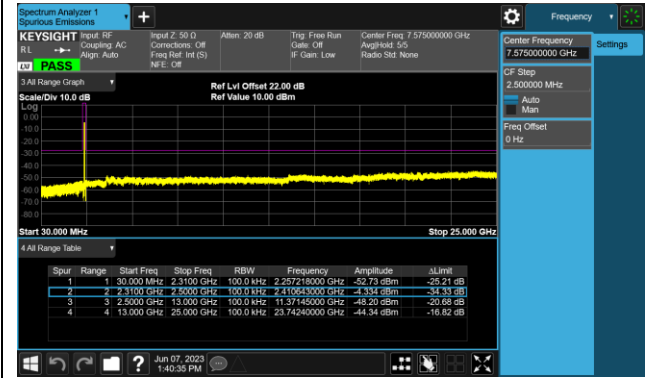 Spectrum Analyzer 1
Spurious Emissions
Frequency
KEYSIGHT Input: RF Input Z: 50 Ω Atten: 20 dB Trig: Free Run Center Freq: 7.575000000 GHz
RL Coupling: AC Corrections: Off Gate: Off Avg|Hold: 5/5
Align: Auto Freq Ref: Int (S) IF Gain: Low Radio Std: None
NFE: Off
LXI PASS
Center Frequency
7.575000000 GHz
Settings
CF Step
2.500000 MHz
Auto
Man
Freq Offset
0 Hz
3 All Range Graph
Ref Lvl Offset 22.00 dB
Scale/Div 10.0 dB Ref Value 10.00 dBm
Log
0.00
-10.0
-20.0
-30.0
-40.0
-50.0
-60.0
-70.0
-80.0
Start 30.000 MHz Stop 25.000 GHz
4 All Range Table
Spur Range Start Freq Stop Freq RBW Frequency Amplitude ΔLimit
1 1 30.000 MHz 2.3100 GHz 100.0 kHz 2.257218000 GHz -52.73 dBm -25.21 dB
2 2 2.3100 GHz 2.5000 GHz 100.0 kHz 2.410643000 GHz -4.334 dBm -34.33 dB
3 3 2.5000 GHz 13.000 GHz 100.0 kHz 11.37145000 GHz -48.20 dBm -20.68 dB
4 4 13.000 GHz 25.000 GHz 100.0 kHz 23.74240000 GHz -44.34 dBm -16.82 dB
Jun 07, 2023
1:40:35 PM